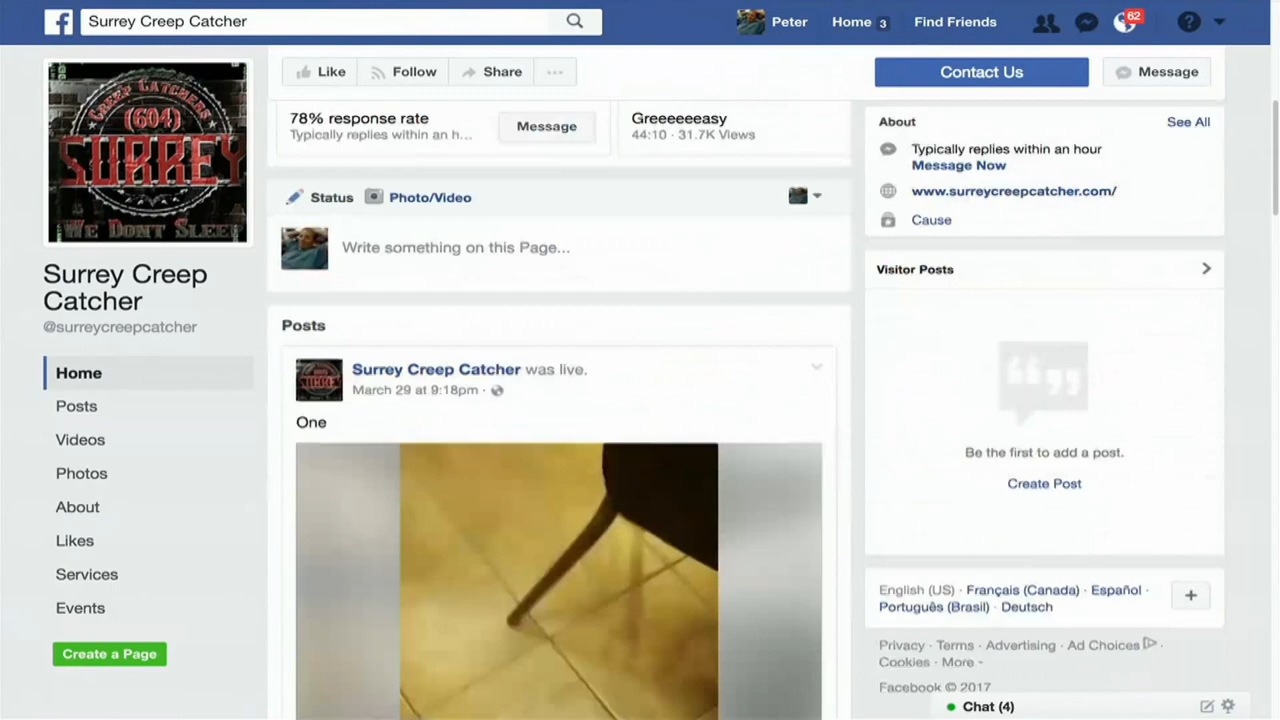 Surrey Creep Catcher
Peter
Home 3
Find Friends
62
CREEP CATCHERS
(604)
SURREY
WE DONT SLEEP
Surrey Creep
Catcher
@surreycreepcatcher
Home
Posts
Videos
Photos
About
Likes
Services
Events
Create a Page
Like
Follow
Share
Contact Us
Message
78% response rate
Typically replies within an h...
Message
Greeeeeeasy
44:10 · 31.7K Views
Status
Photo/Video
Write something on this Page...
Posts
Surrey Creep Catcher was live.
March 29 at 9:18pm ·
One
About
See All
Typically replies within an hour
Message Now
www.surreycreepcatcher.com/
Cause
Visitor Posts
Be the first to add a post.
Create Post
English (US) · Français (Canada) · Español ·
Português (Brasil) · Deutsch
Privacy · Terms · Advertising · Ad Choices ·
Cookies · More
Facebook © 2017
Chat (4)